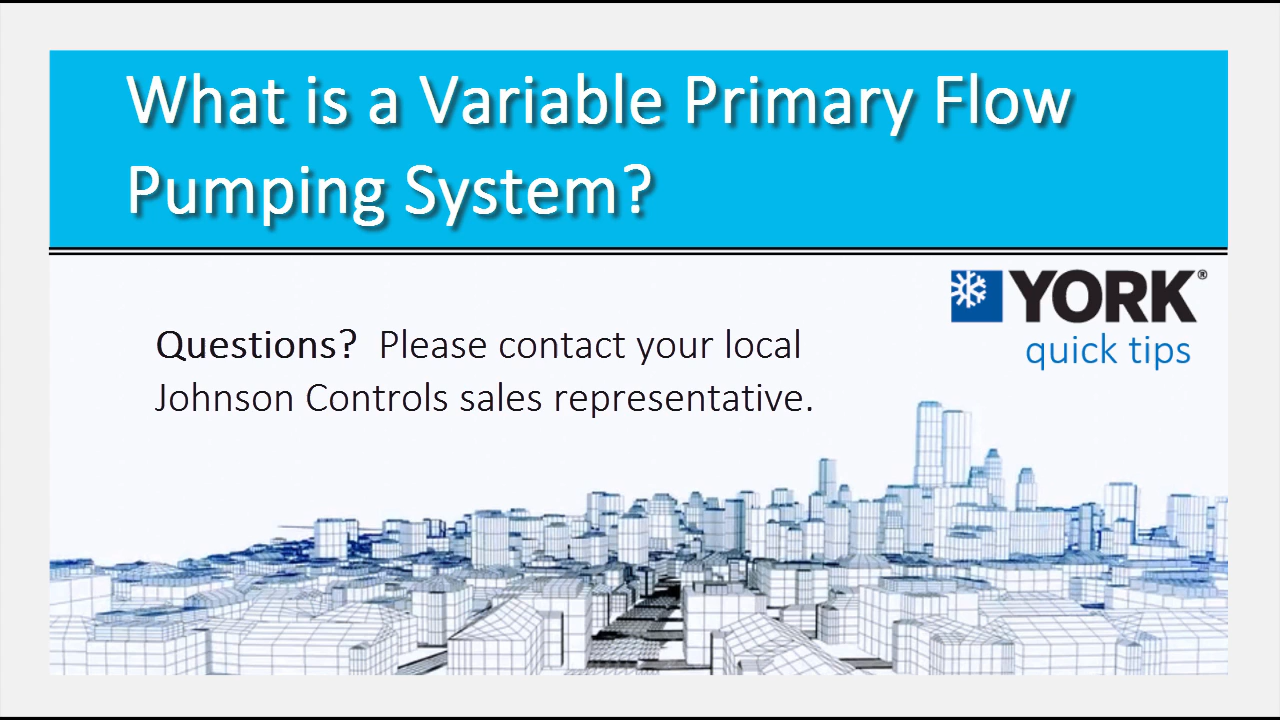 What is a Variable Primary Flow
Pumping System?
YORK®
quick tips
Questions? Please contact your local
Johnson Controls sales representative.